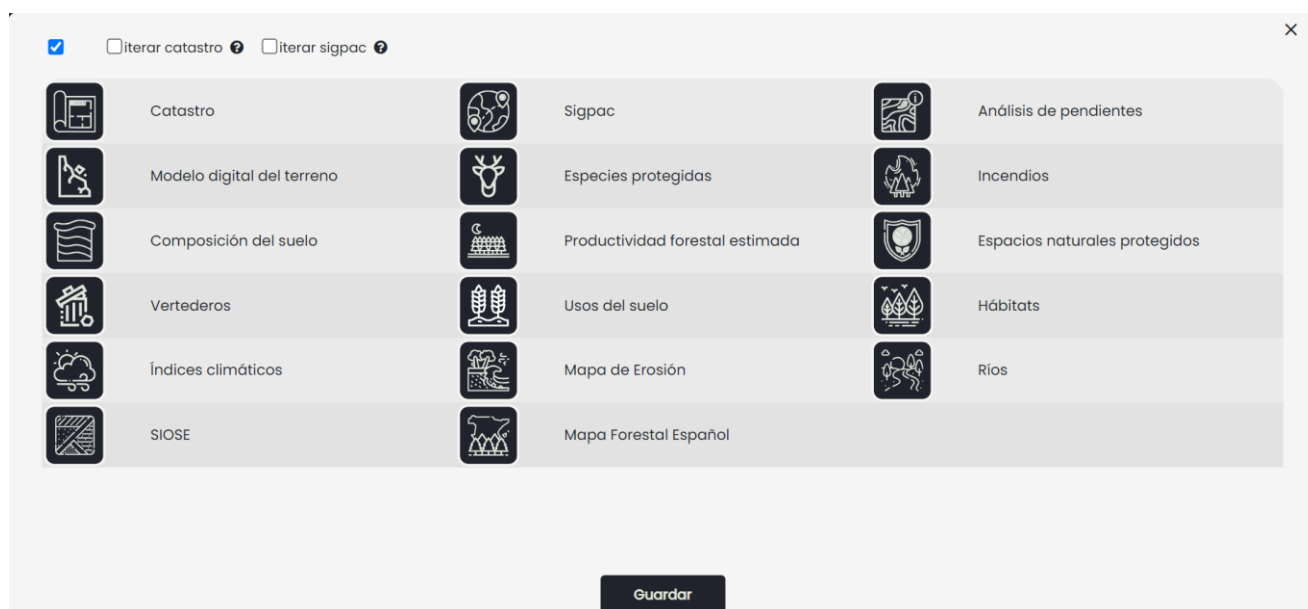 iterar catastro ? iterar sigpac ?
Catastro Sigpac Análisis de pendientes
Modelo digital del terreno Especies protegidas Incendios
Composición del suelo Productividad forestal estimada Espacios naturales protegidos
Vertederos Usos del suelo Hábitats
Índices climáticos Mapa de Erosión Ríos
SIOSE Mapa Forestal Español
Guardar